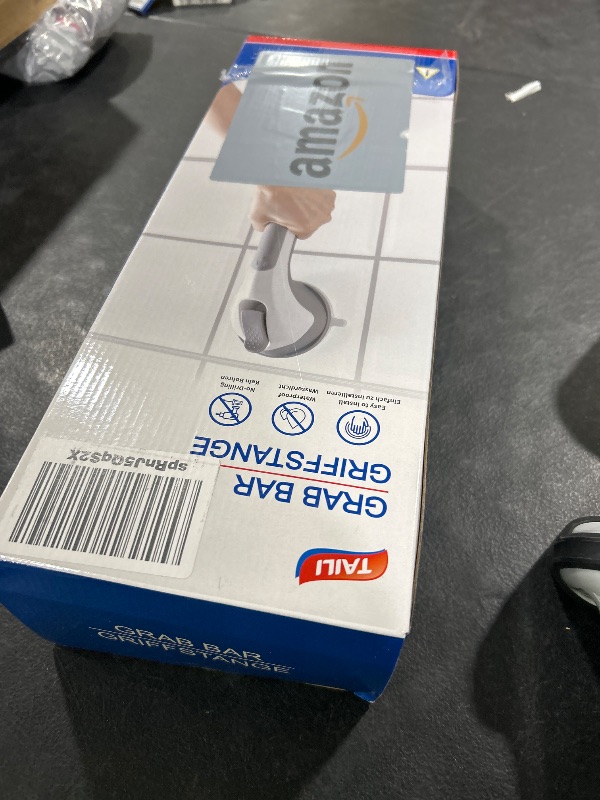 TAILI
GRAB BAR
GRIFFSTANGE
Easy to Install
Einfach zu Installieren
Waterproof
Wasserdicht
No-Drilling
Kein Bohren
spRnJ5QqS2X
amazon
GRAB BAR
GRIFFSTANGE